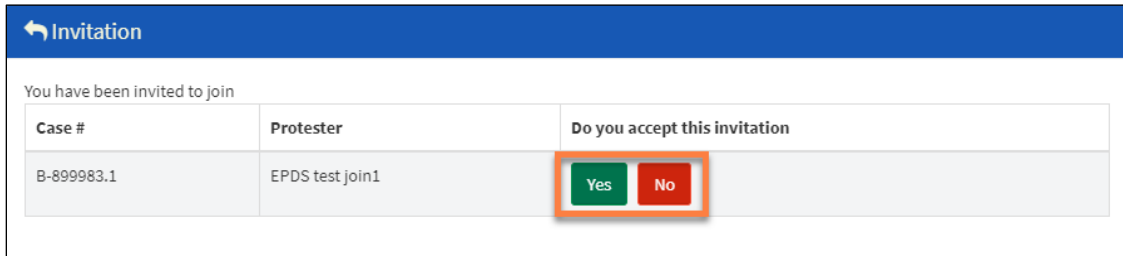 Invitation
You have been invited to join
Case # Protester Do you accept this invitation
B-899983.1 EPDS test join1 Yes No